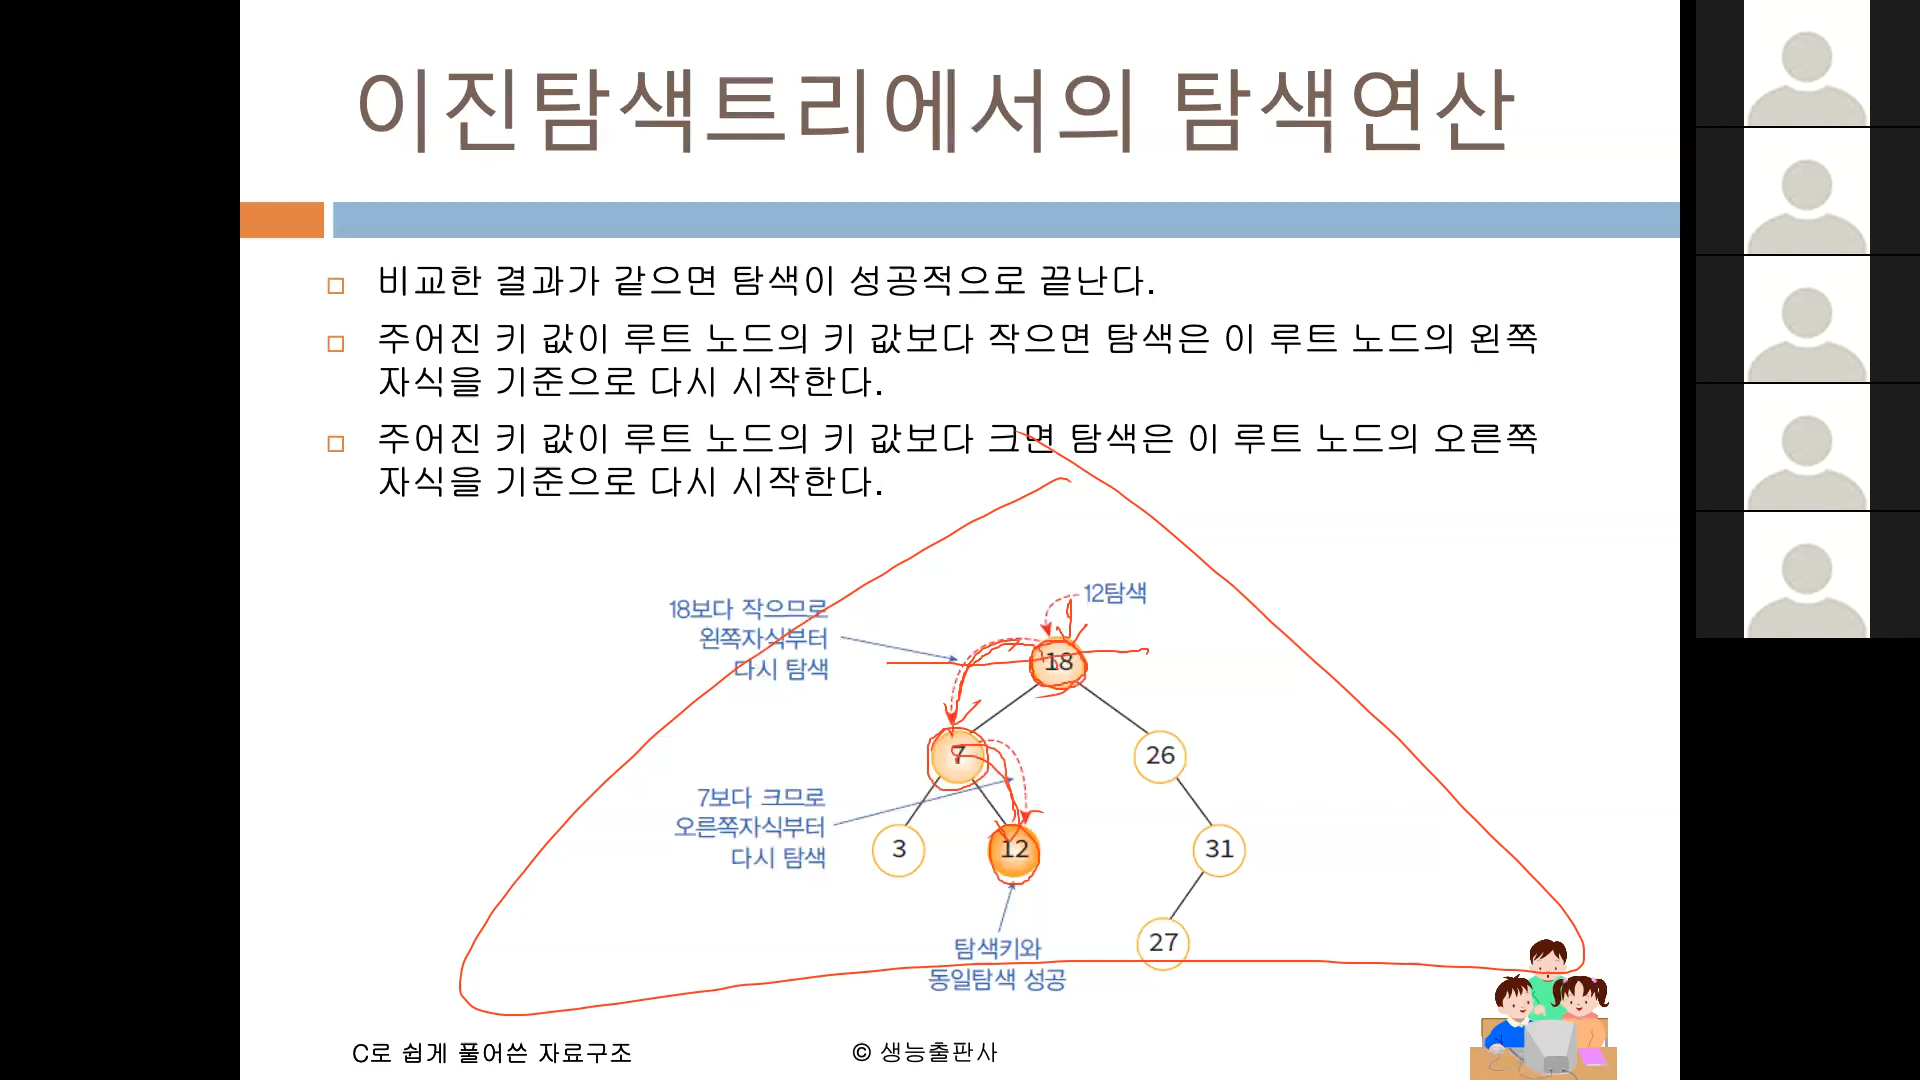 이진탐색트리에서의 탐색연산
비교한 결과가 같으면 탐색이 성공적으로 끝난다.
주어진 키 값이 루트 노드의 키 값보다 작으면 탐색은 이 루트 노드의 왼쪽
자식을 기준으로 다시 시작한다.
주어진 키 값이 루트 노드의 키 값보다 크면 탐색은 이 루트 노드의 오른쪽
자식을 기준으로 다시 시작한다.
12탐색
18보다 작으므로
왼쪽자식부터
다시 탐색
18
7
26
7보다 크므로
오른쪽자식부터
다시 탐색
3
12
31
27
탐색키와
동일탐색 성공
C로 쉽게 풀어쓴 자료구조
© 생능출판사